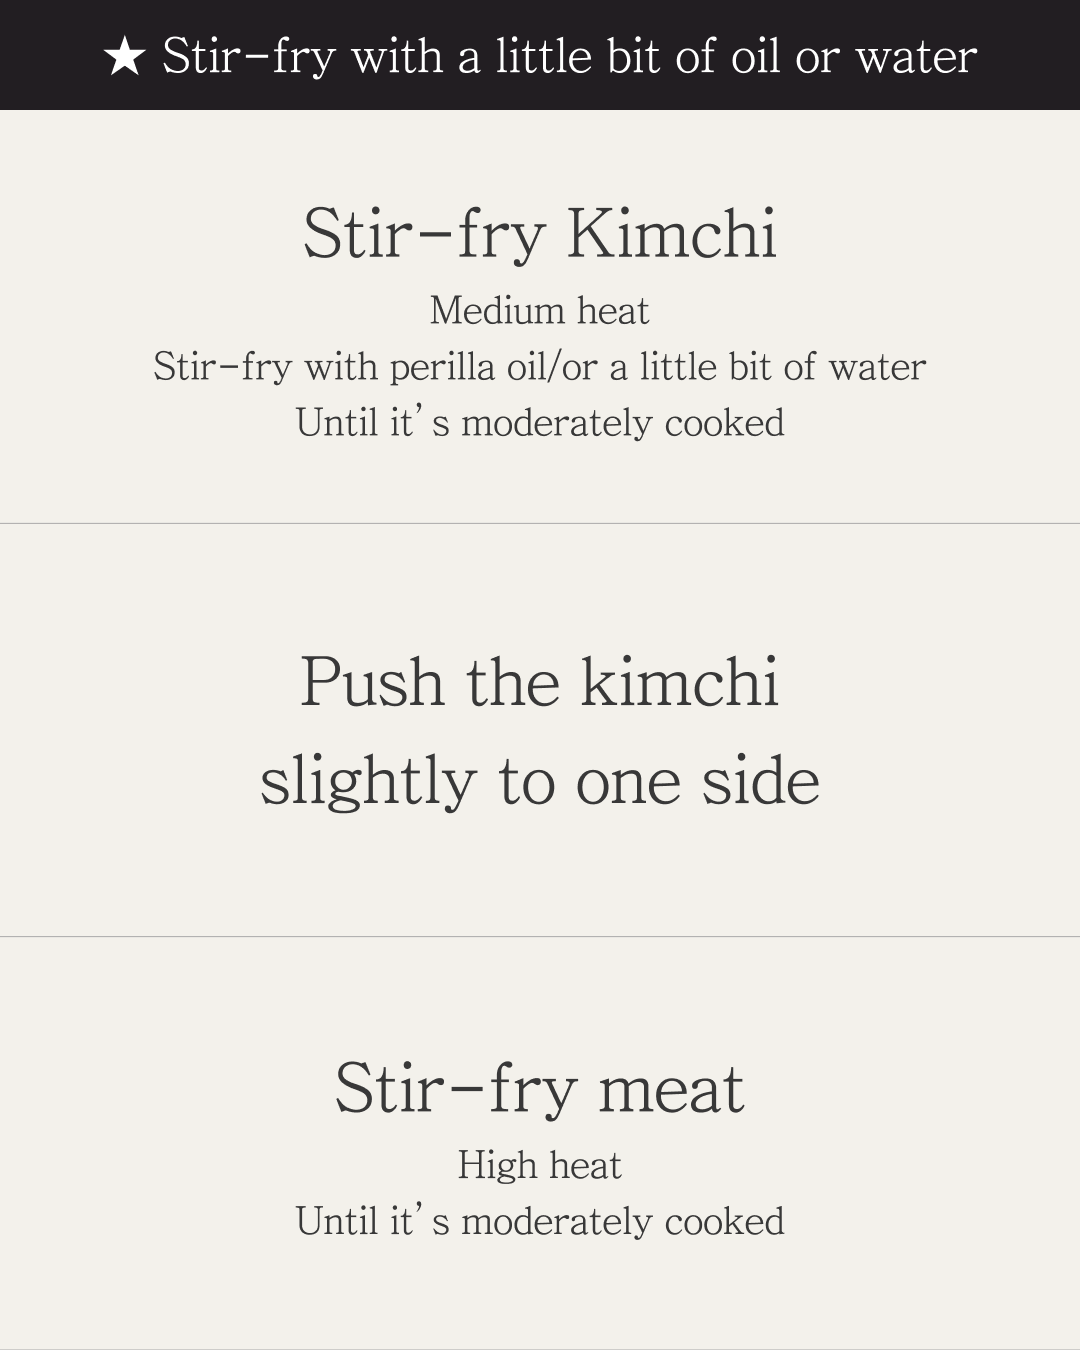 ★ Stir-fry with a little bit of oil or water
Stir-fry Kimchi
Medium heat
Stir-fry with perilla oil/or a little bit of water
Until it’s moderately cooked
Push the kimchi
slightly to one side
Stir-fry meat
High heat
Until it’s moderately cooked